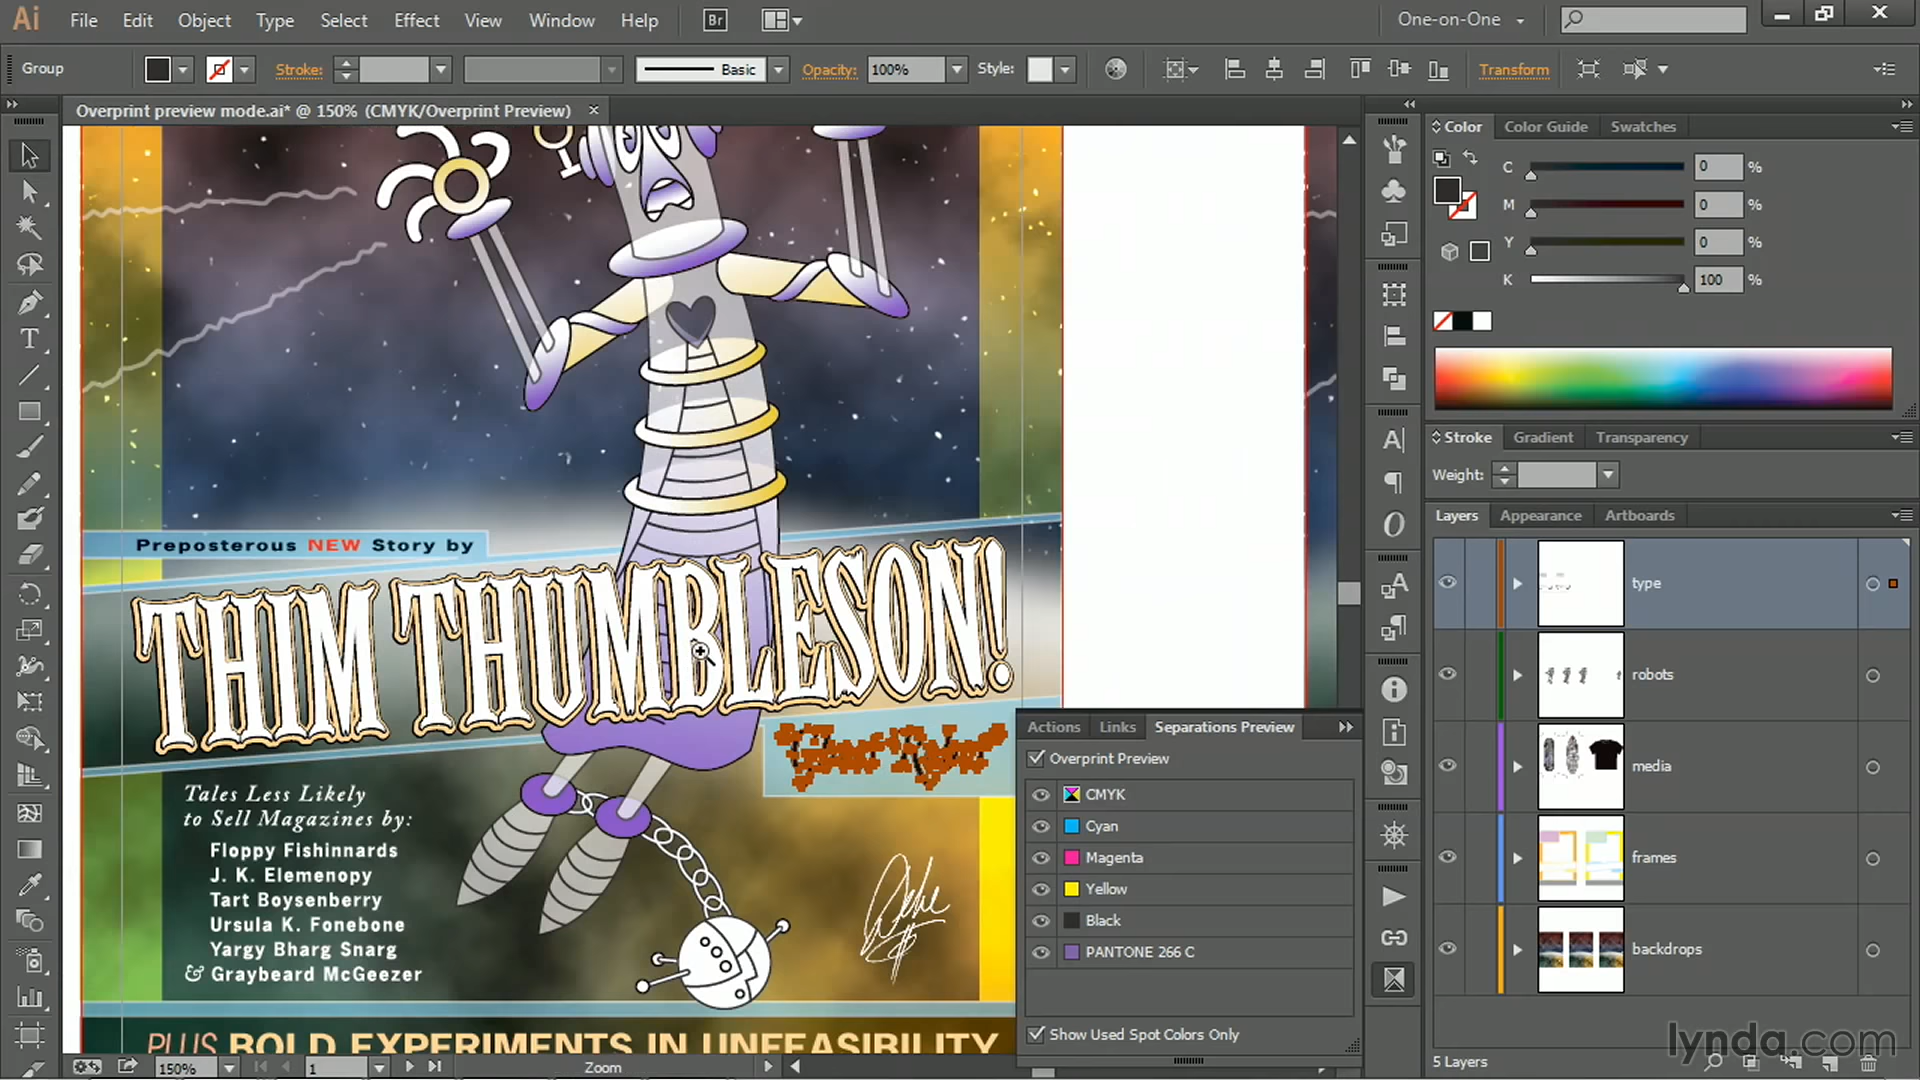 Ai File Edit Object Type Select Effect View Window Help Br One-on-One
Group Stroke: Basic Opacity: 100% Style: Transform
Overprint preview mode.ai* @ 150% (CMYK/Overprint Preview) ×
Color Color Guide Swatches
C 0 %
M 0 %
Y 0 %
K 100 %
Stroke Gradient Transparency
Weight:
Layers Appearance Artboards
type
robots
media
frames
backdrops
5 Layers
Preposterous NEW Story by
THIM THUMBLESON!
Tales Less Likely
to Sell Magazines by:
Floppy Fishinnards
J. K. Elemenopy
Tart Boysenberry
Ursula K. Fonebone
Yargy Bharg Snarg
& Graybeard McGeezer
PLUS BOLD EXPERIMENTS IN UNFEASIBILITY
Actions Links Separations Preview
Overprint Preview
CMYK
Cyan
Magenta
Yellow
Black
PANTONE 266 C
Show Used Spot Colors Only
150% 1 Zoom
lynda.com